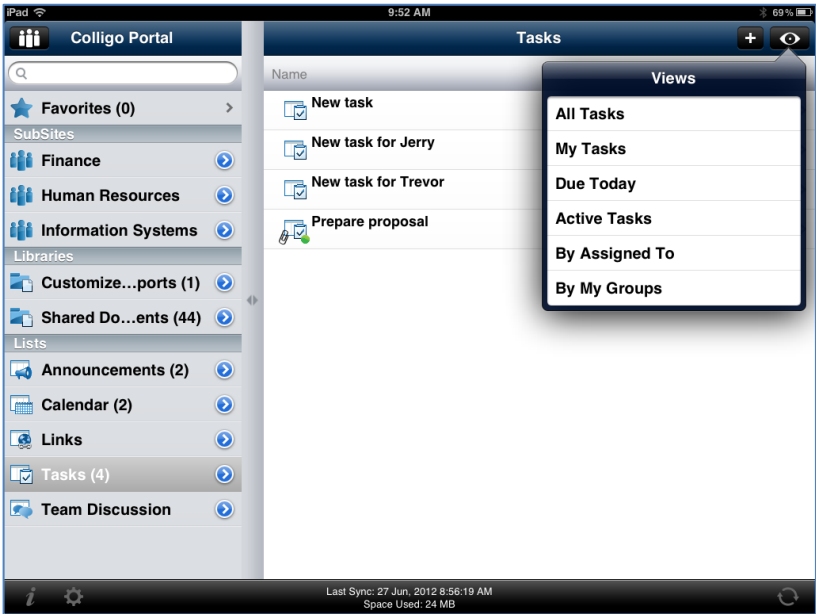 iPad 9:52 AM 69%
Colligo Portal
Tasks
Name
Views
Favorites (0)
SubSites
Finance
Human Resources
Information Systems
Libraries
Customize...ports (1)
Shared Do...ents (44)
Lists
Announcements (2)
Calendar (2)
Links
Tasks (4)
Team Discussion
New task
New task for Jerry
New task for Trevor
Prepare proposal
All Tasks
My Tasks
Due Today
Active Tasks
By Assigned To
By My Groups
Last Sync: 27 Jun, 2012 8:56:19 AM
Space Used: 24 MB